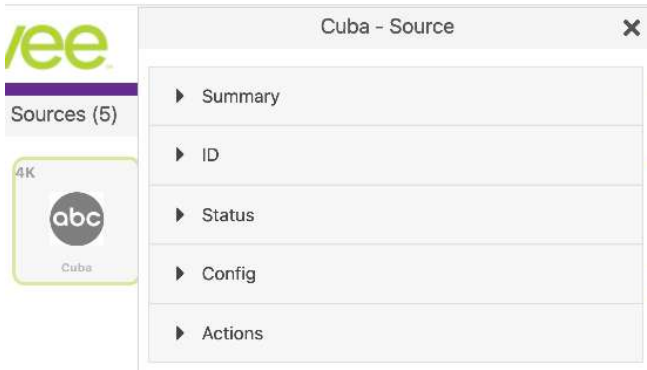 vee
Cuba - Source
Sources (5)
4K
abc
Cuba
Summary
ID
Status
Config
Actions